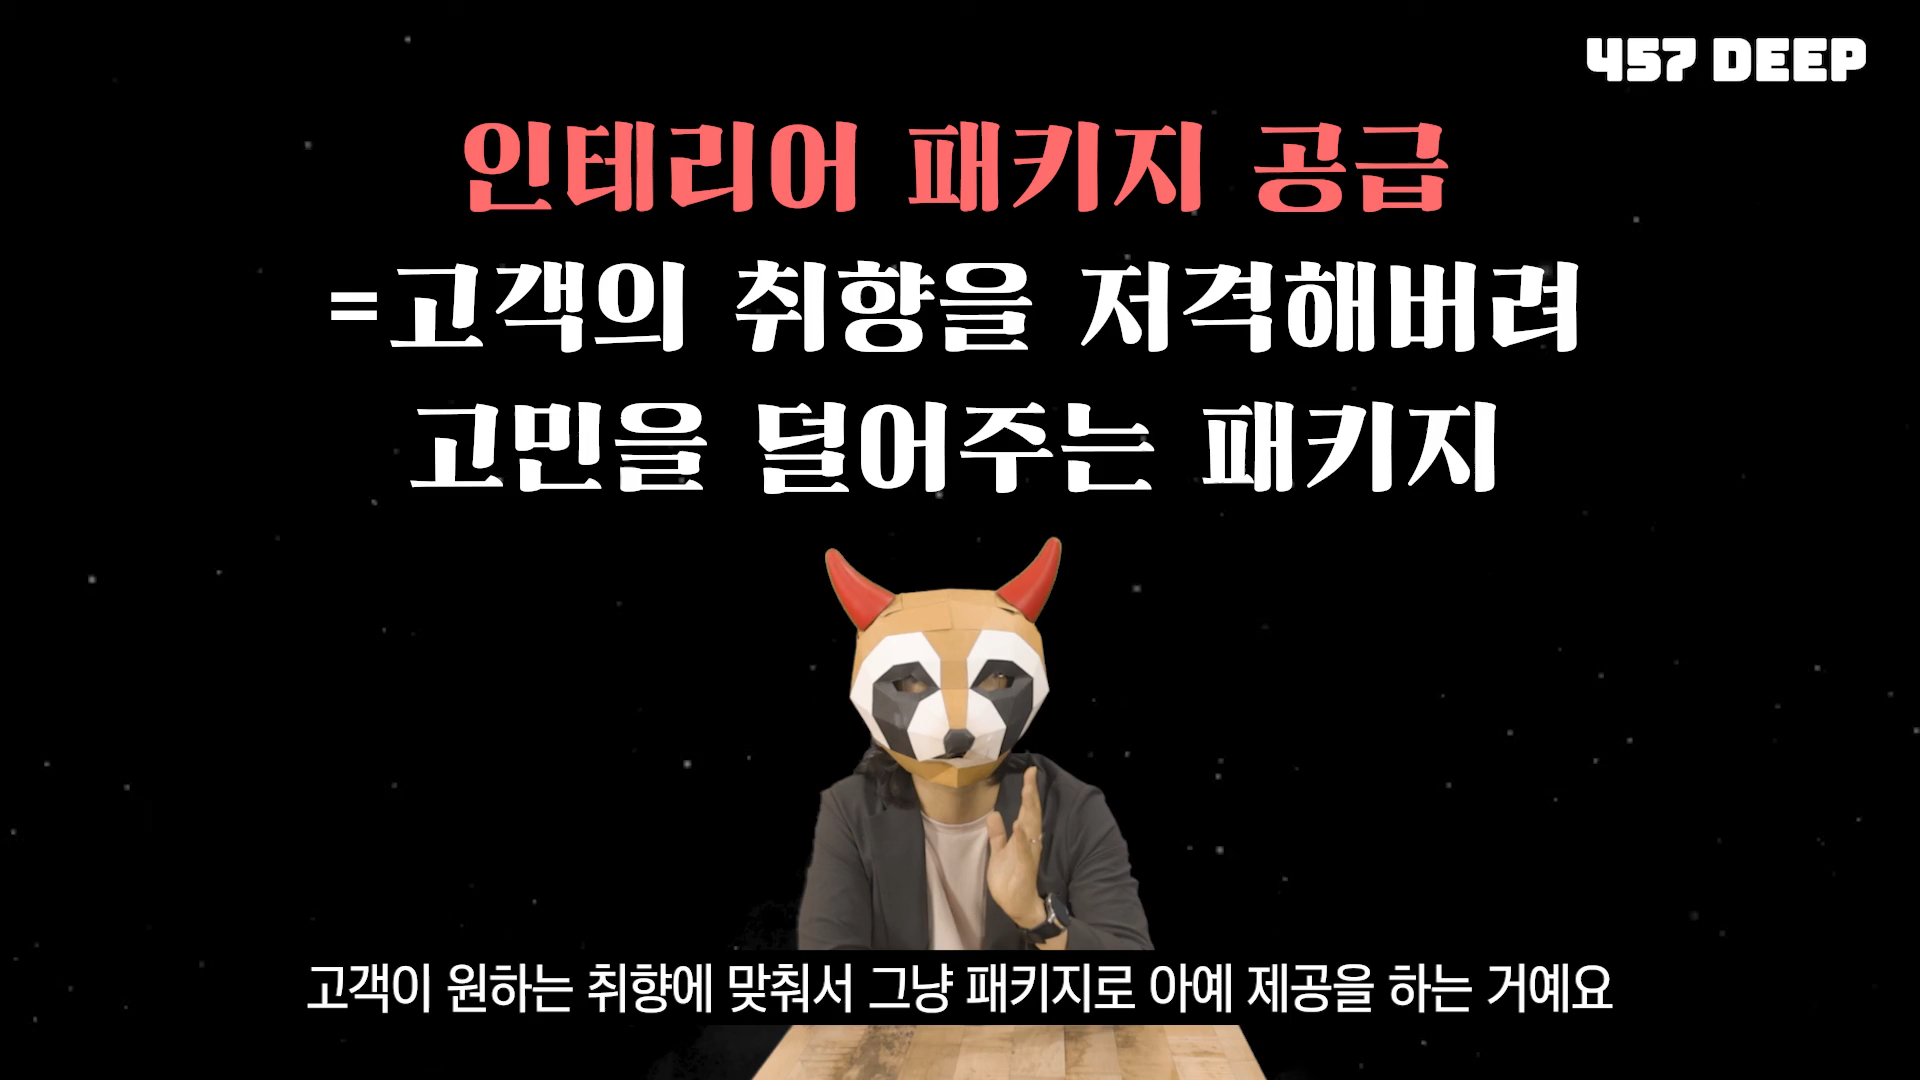 457 DEEP
인테리어 패키지 공급
=고객의 취향을 저격해버려
고민을 덜어주는 패키지
고객이 원하는 취향에 맞춰서 그냥 패키지로 아예 제공을 하는 거예요